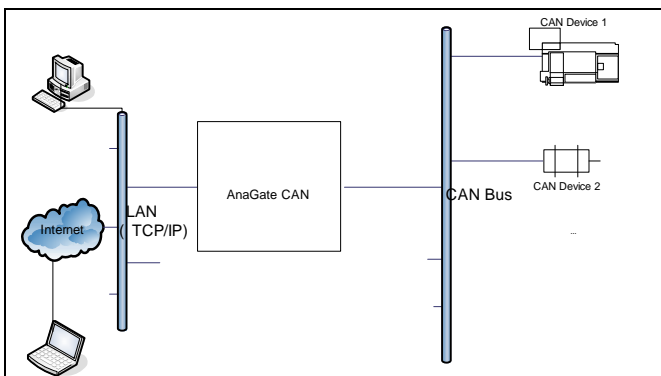 CAN Device 1
AnaGate CAN
LAN
( TCP/IP)
Internet
CAN Bus
CAN Device 2
...